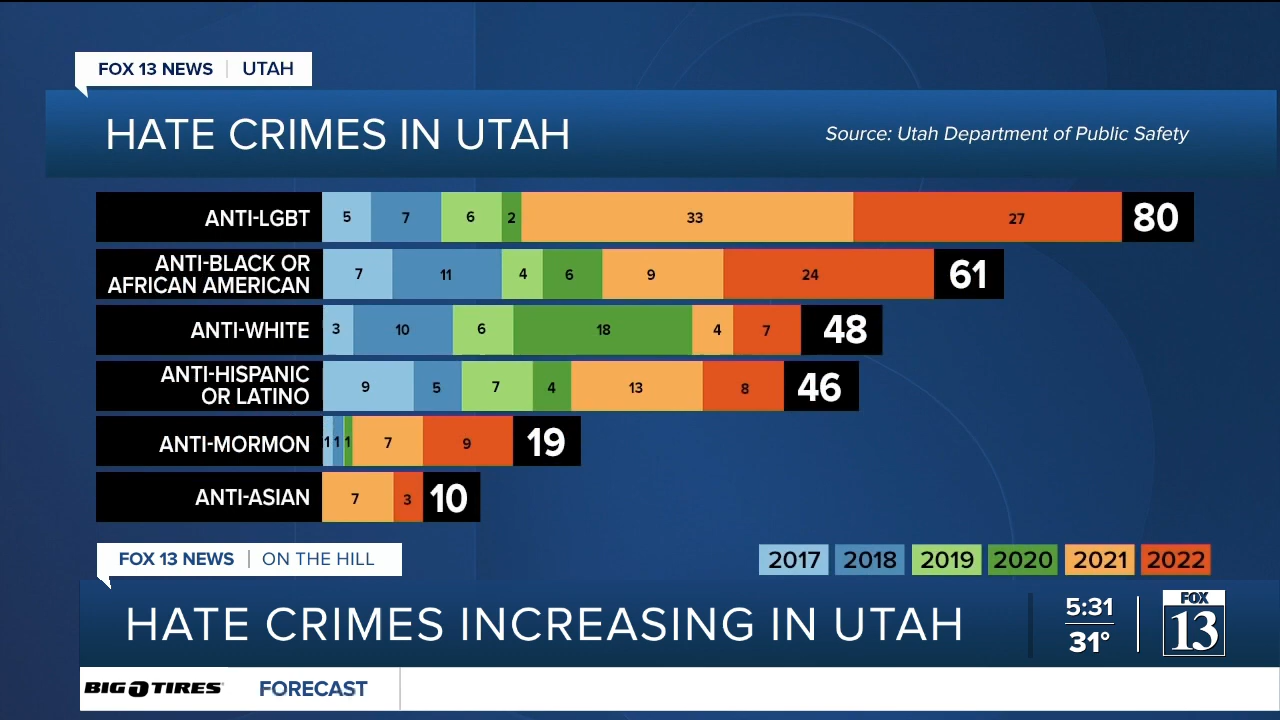 FOX 13 NEWS | UTAH
HATE CRIMES IN UTAH
Source: Utah Department of Public Safety
ANTI-LGBT 5 7 6 2 33 27 80
ANTI-BLACK OR
AFRICAN AMERICAN 7 11 4 6 9 24 61
ANTI-WHITE 3 10 6 18 4 7 48
ANTI-HISPANIC
OR LATINO 9 5 7 4 13 8 46
ANTI-MORMON 1 1 1 7 9 19
ANTI-ASIAN 7 3 10
FOX 13 NEWS | ON THE HILL
2017 2018 2019 2020 2021 2022
HATE CRIMES INCREASING IN UTAH
5:31
31°
FOX
13
BIG O TIRES FORECAST